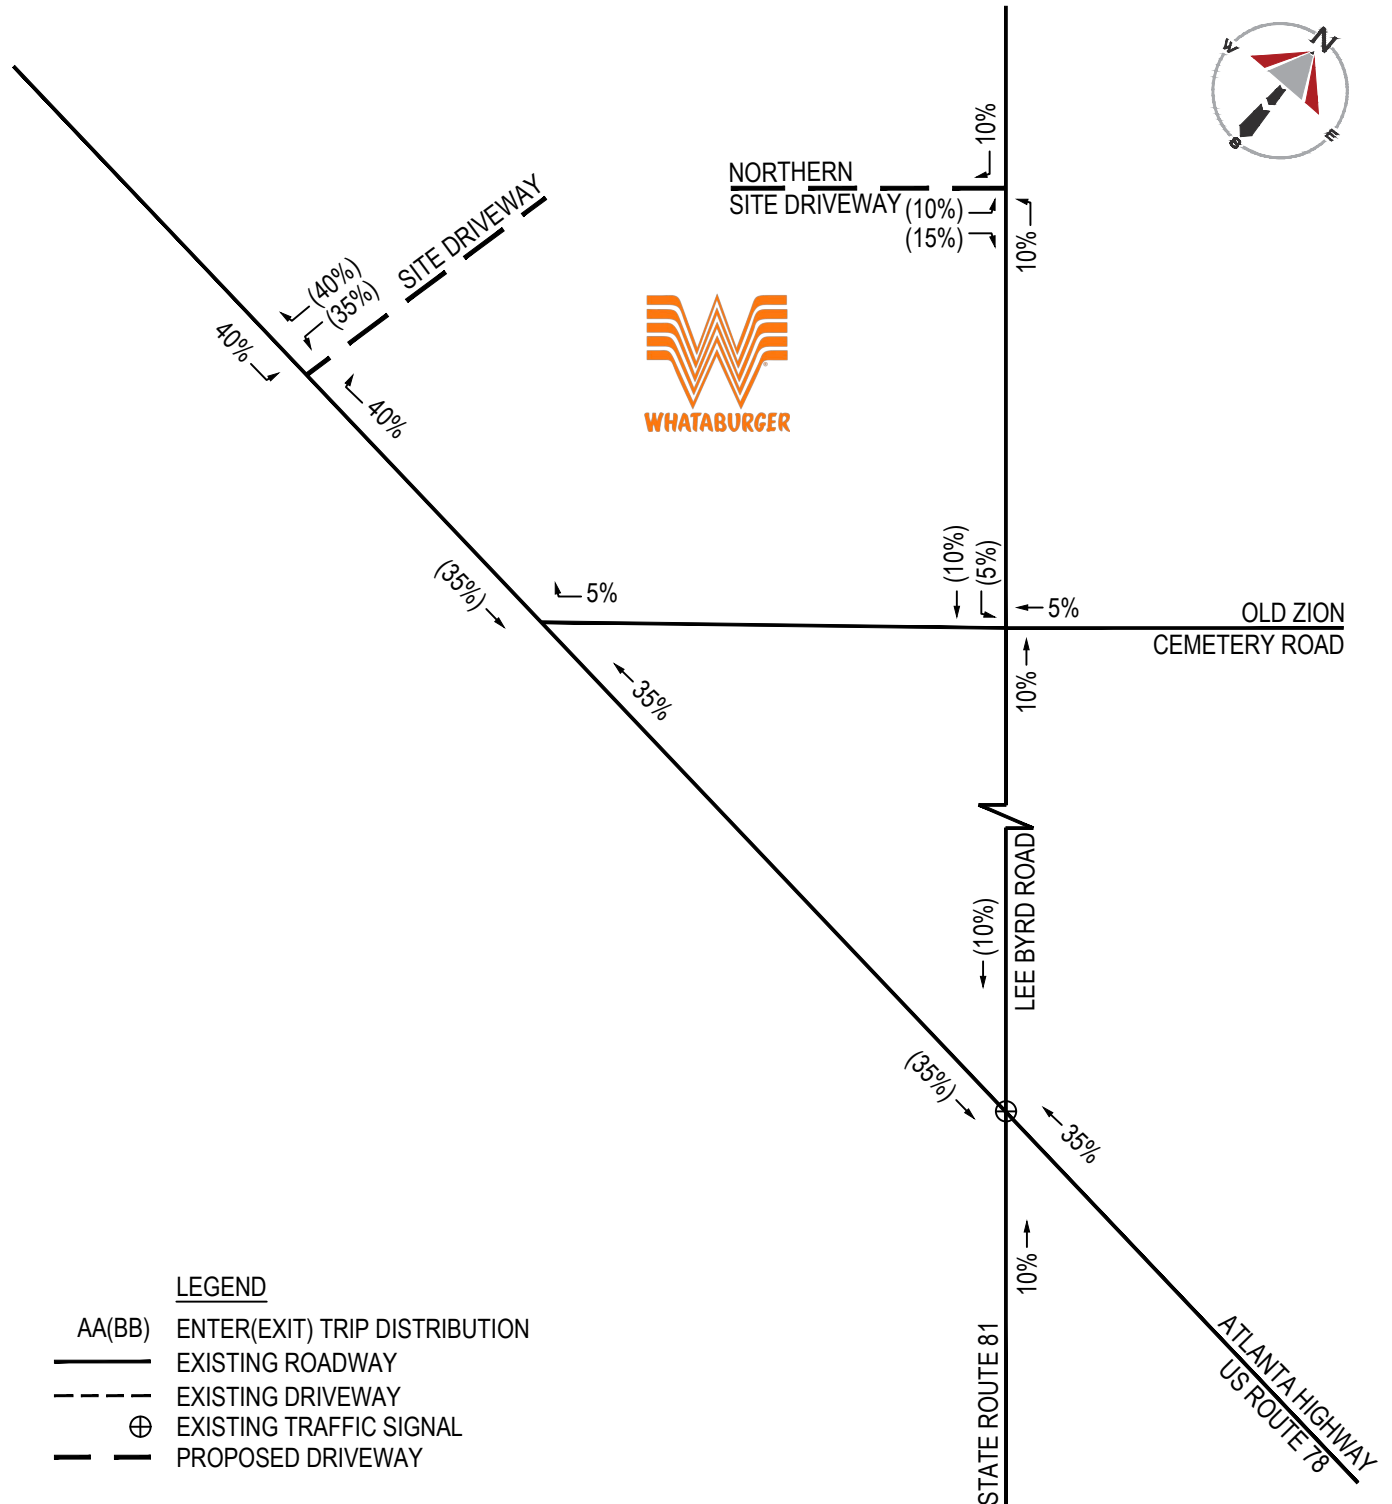 N
W
E
S
10%
NORTHERN
SITE DRIVEWAY
(10%)
(15%)
10%
SITE DRIVEWAY
(40%)
(35%)
40%
40%
WHATABURGER
(35%)
5%
(10%)
(5%)
5%
OLD ZION
CEMETERY ROAD
35%
10%
(10%)
LEE BYRD ROAD
(35%)
35%
10%
STATE ROUTE 81
ATLANTA HIGHWAY
US ROUTE 78
LEGEND
AA(BB) ENTER(EXIT) TRIP DISTRIBUTION
EXISTING ROADWAY
EXISTING DRIVEWAY
EXISTING TRAFFIC SIGNAL
PROPOSED DRIVEWAY